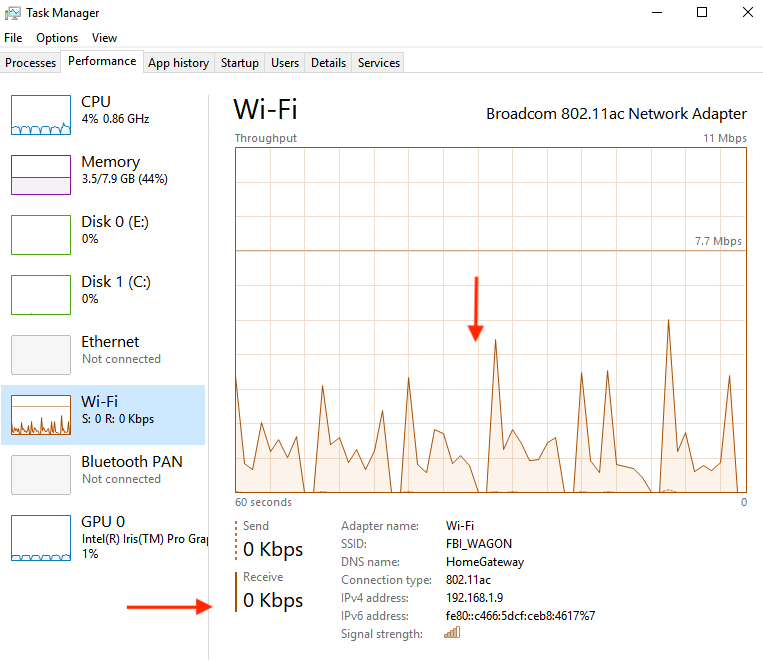 Task Manager
File Options View
Processes Performance App history Startup Users Details Services
CPU
4% 0.86 GHz
Memory
3.5/7.9 GB (44%)
Disk 0 (E:)
0%
Disk 1 (C:)
0%
Ethernet
Not connected
Wi-Fi
S: 0 R: 0 Kbps
Bluetooth PAN
Not connected
GPU 0
Intel(R) Iris(TM) Pro Grap
1%
Wi-Fi
Broadcom 802.11ac Network Adapter
Throughput
11 Mbps
7.7 Mbps
60 seconds
0
Send
0 Kbps
Receive
0 Kbps
Adapter name: Wi-Fi
SSID: FBI_WAGON
DNS name: HomeGateway
Connection type: 802.11ac
IPv4 address: 192.168.1.9
IPv6 address: fe80::c466:5dcf:ceb8:4617%7
Signal strength: